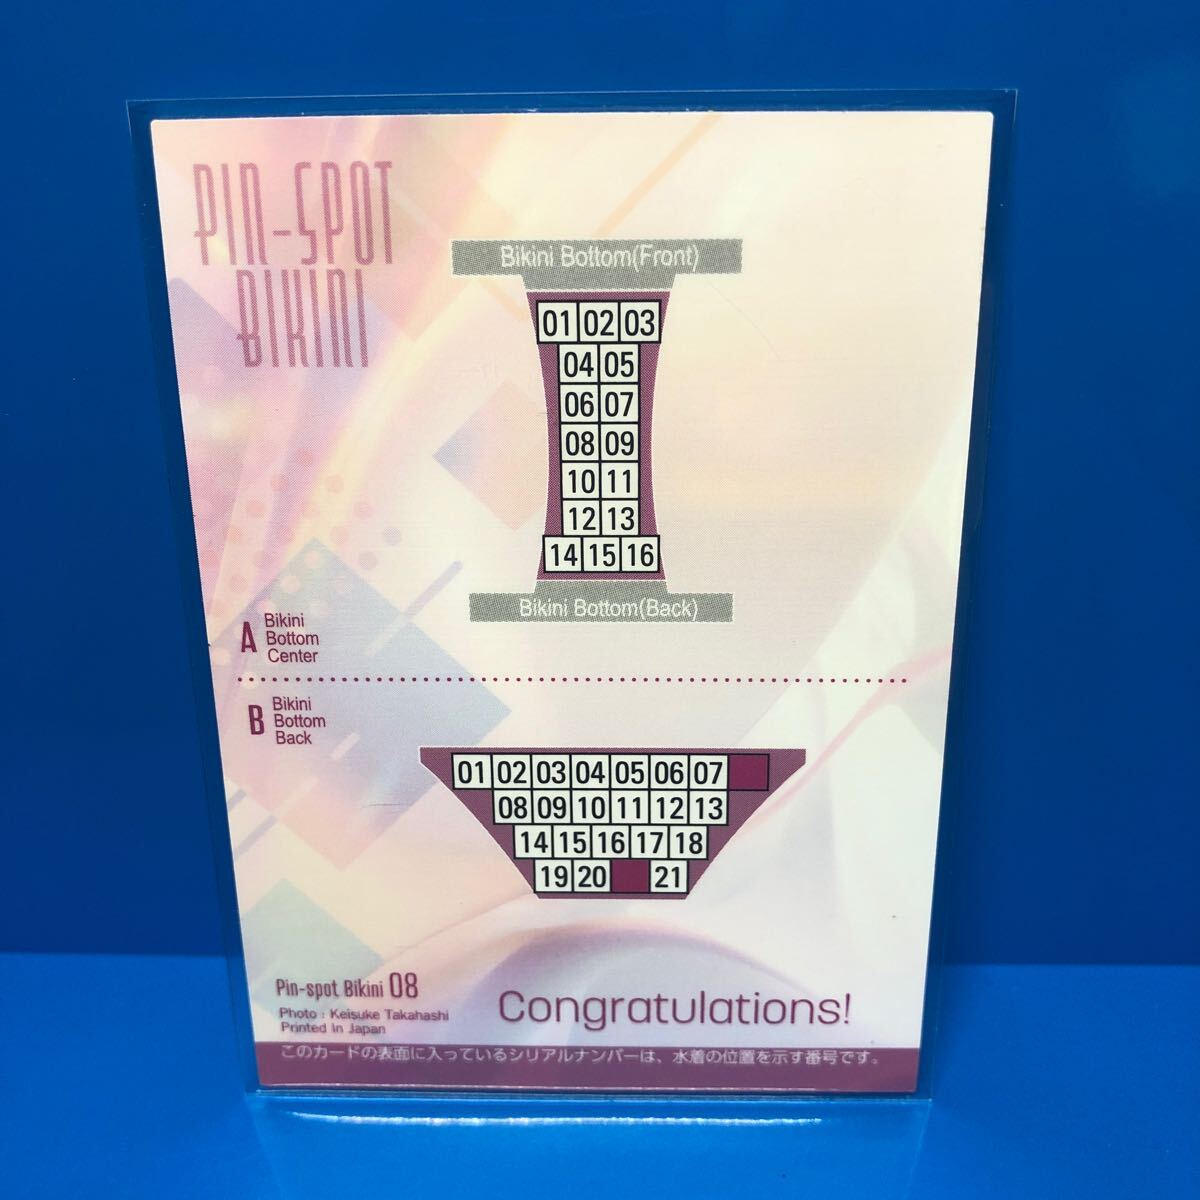 PIN-SPOT
BIKINI
Bikini Bottom(Front)
01 02 03
04 05
06 07
08 09
10 11
12 13
14 15 16
Bikini Bottom(Back)
A Bikini
Bottom
Center
B Bikini
Bottom
Back
01 02 03 04 05 06 07
08 09 10 11 12 13
14 15 16 17 18
19 20 21
Pin-spot Bikini 08
Photo : Keisuke Takahashi
Printed in Japan
Congratulations!
このカードの表面に入っているシリアルナンバーは、水着の位置を示す番号です。